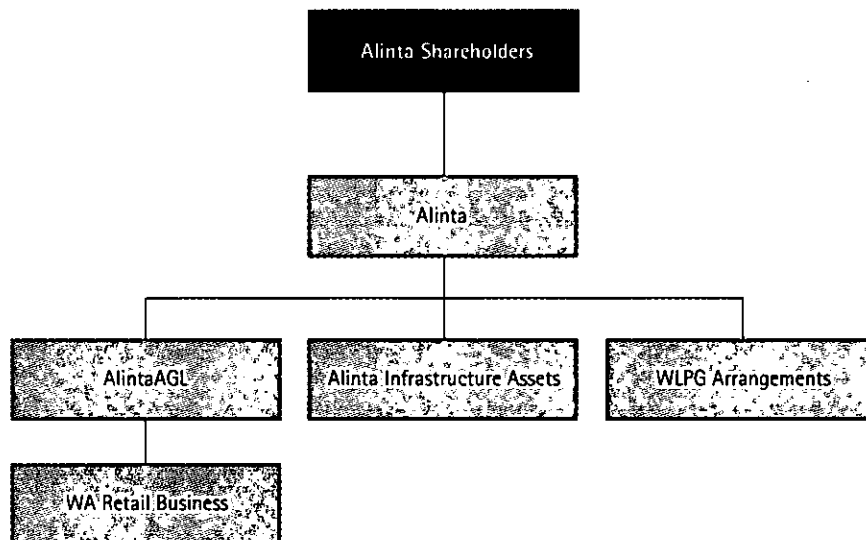 Alinta Shareholders
Alinta
AlintaAGL
Alinta Infrastructure Assets
WLPG Arrangements
WA Retail Business